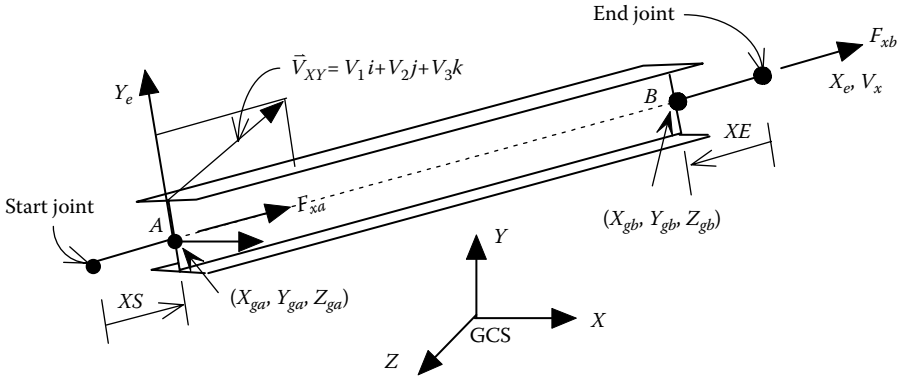 End joint
F_xb
X_e, V_x
V⃗_XY = V_1 i+V_2 j+V_3 k
Y_e
B
XE
(X_gb, Y_gb, Z_gb)
Start joint
A
F_xa
XS
(X_ga, Y_ga, Z_ga)
Y
X
GCS
Z